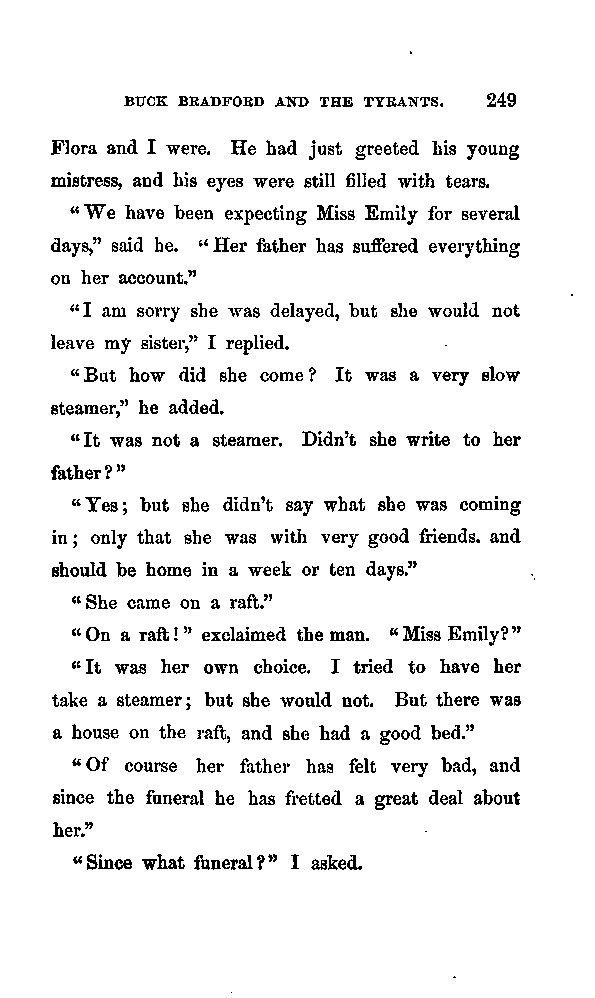 BUCK BRADFORD AND THE TYRANTS. 249
Flora and I were. He had just greeted his young
mistress, and his eyes were still filled with tears.
“We have been expecting Miss Emily for several
days,” said he. “Her father has suffered everything
on her account.”
“I am sorry she was delayed, but she would not
leave my sister,” I replied.
“But how did she come? It was a very slow
steamer,” he added.
“It was not a steamer. Didn’t she write to her
father?”
“Yes; but she didn’t say what she was coming
in; only that she was with very good friends. and
should be home in a week or ten days.”
“She came on a raft.”
“On a raft!” exclaimed the man. “Miss Emily?”
“It was her own choice. I tried to have her
take a steamer; but she would not. But there was
a house on the raft, and she had a good bed.”
“Of course her father has felt very bad, and
since the funeral he has fretted a great deal about
her.”
“Since what funeral?” I asked.